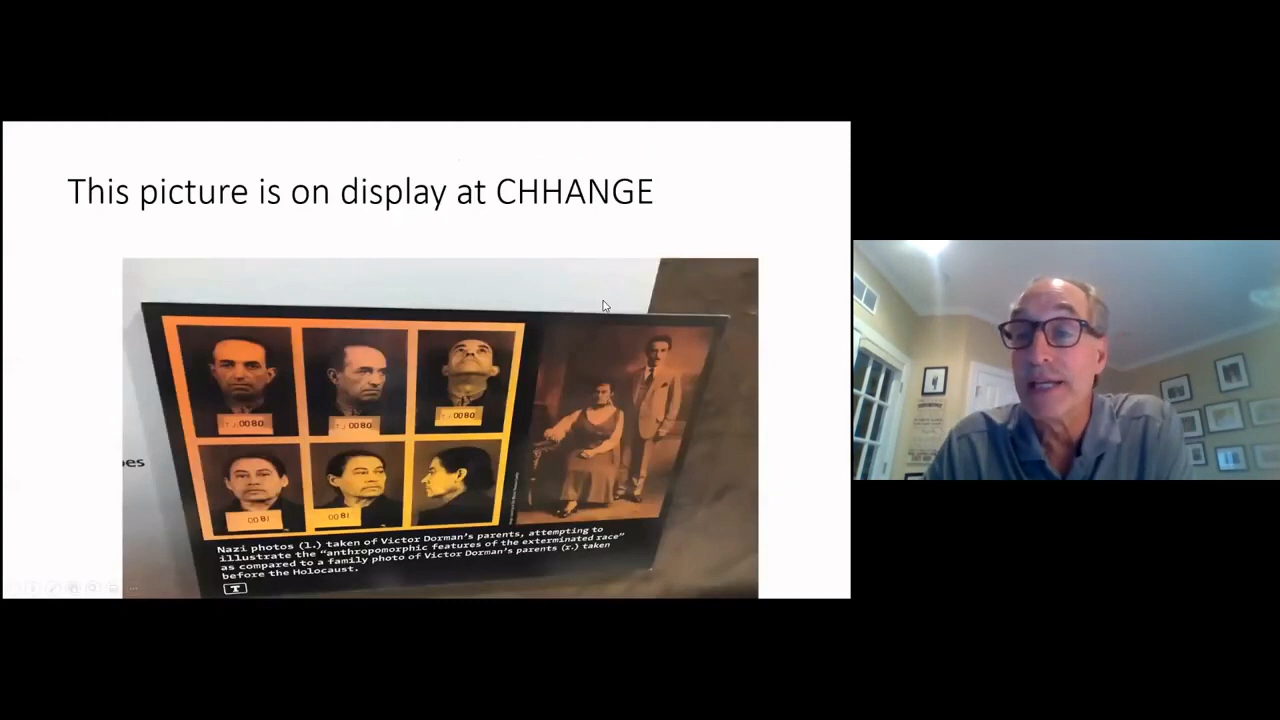 This picture is on display at CHHANGE
0080
0080
0080
0081
0081
Nazi photos (l.) taken of Victor Dorman's parents, attempting to
illustrate the "anthropomorphic features of the exterminated race"
as compared to a family photo of Victor Dorman's parents (r.) taken
before the Holocaust.
T